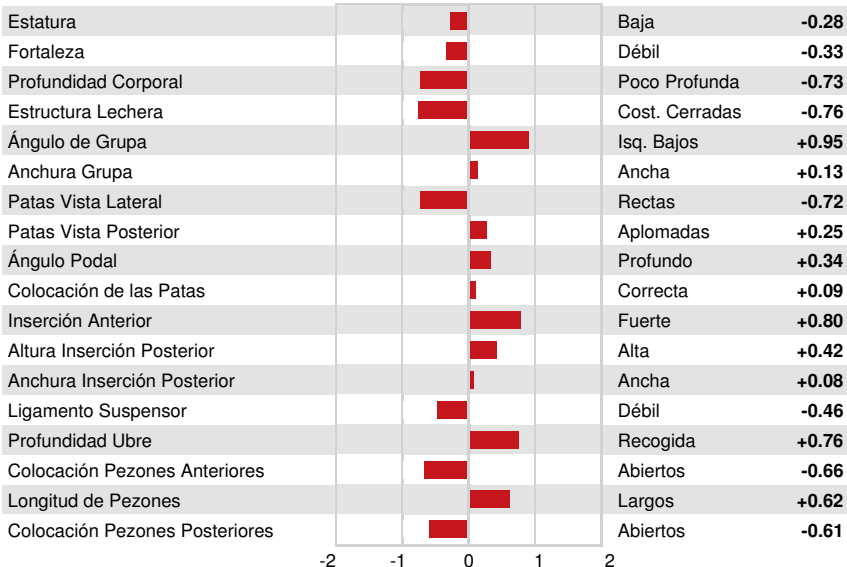 Estatura Baja -0.28
Fortaleza Débil -0.33
Profundidad Corporal Poco Profunda -0.73
Estructura Lechera Cost. Cerradas -0.76
Ángulo de Grupa Isq. Bajos +0.95
Anchura Grupa Ancha +0.13
Patas Vista Lateral Rectas -0.72
Patas Vista Posterior Aplomadas +0.25
Ángulo Podal Profundo +0.34
Colocación de las Patas Correcta +0.09
Inserción Anterior Fuerte +0.80
Altura Inserción Posterior Alta +0.42
Anchura Inserción Posterior Ancha +0.08
Ligamento Suspensor Débil -0.46
Profundidad Ubre Recogida +0.76
Colocación Pezones Anteriores Abiertos -0.66
Longitud de Pezones Largos +0.62
Colocación Pezones Posteriores Abiertos -0.61
-2 -1 0 1 2